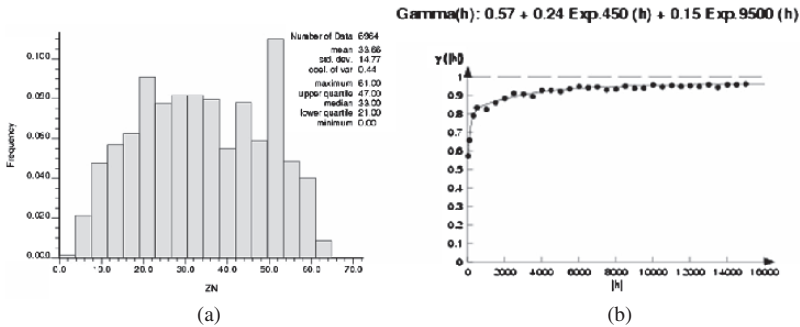 Gamma(h): 0.57 + 0.24 Exp.450 (h) + 0.15 Exp.9500 (h)
Number of Data 6964
mean 33.66
std. dev. 14.77
coef. of var 0.44
maximum 61.00
upper quartile 47.00
median 33.00
lower quartile 21.00
minimum 0.00
Frequency
0.100
0.080
0.060
0.040
0.020
0.000
0.0 10.0 20.0 30.0 40.0 50.0 60.0 70.0
ZN
(a)
γ(|h|)
1
0.9
0.8
0.7
0.6
0.5
0.4
0.3
0.2
0.1
0
0 2000 4000 6000 8000 10000 12000 14000 16000
|h|
(b)